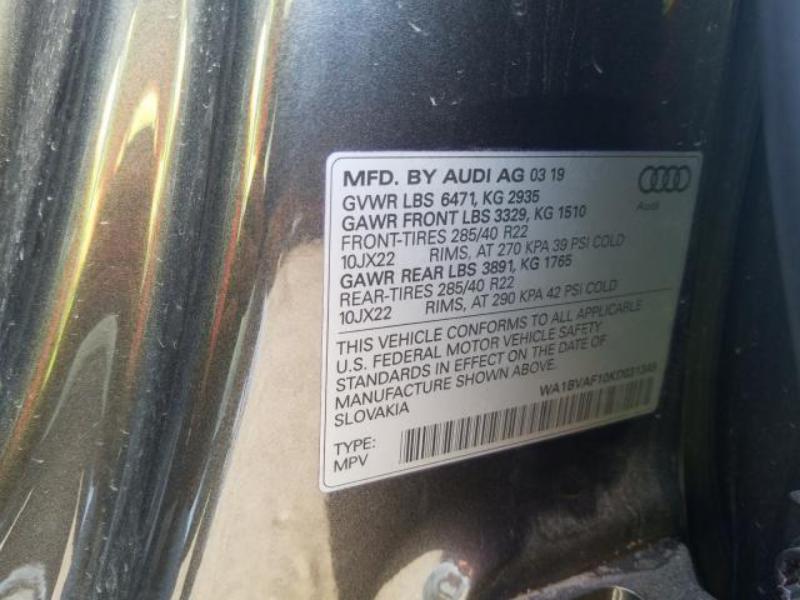 MFD. BY AUDI AG 03 19
GVWR LBS 6471, KG 2935
GAWR FRONT LBS 3329, KG 1510
FRONT-TIRES 285/40 R22
10JX22 RIMS, AT 270 KPA 39 PSI COLD
GAWR REAR LBS 3891, KG 1765
REAR-TIRES 285/40 R22
10JX22 RIMS, AT 290 KPA 42 PSI COLD
Audi
THIS VEHICLE CONFORMS TO ALL APPLICABLE
U.S. FEDERAL MOTOR VEHICLE SAFETY
STANDARDS IN EFFECT ON THE DATE OF
MANUFACTURE SHOWN ABOVE.
SLOVAKIA
TYPE:
MPV